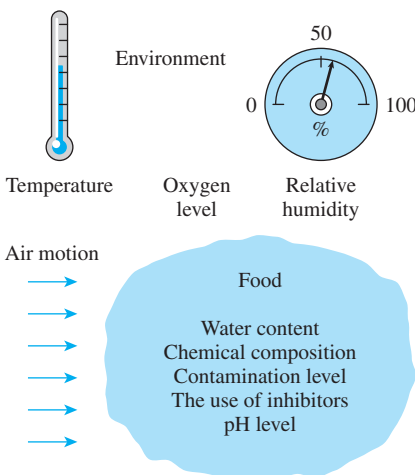 50
Environment
0
100
%
Temperature
Oxygen
level
Relative
humidity
Air motion
Food
Water content
Chemical composition
Contamination level
The use of inhibitors
pH level